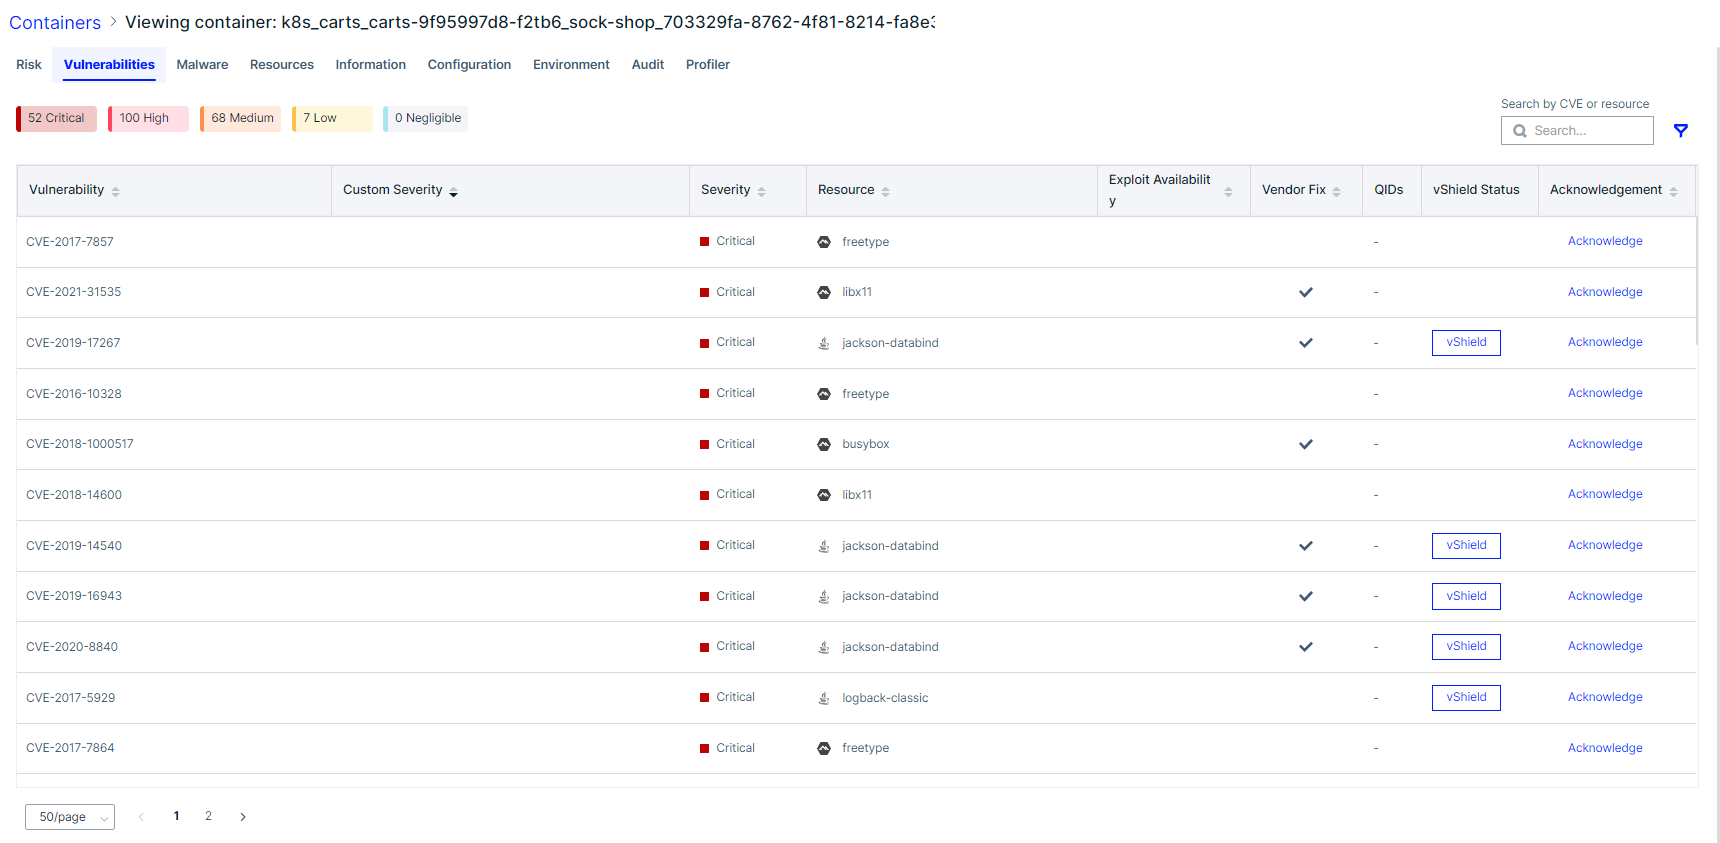 Containers > Viewing container: k8s_carts_carts-9f95997d8-f2tb6_sock-shop_703329fa-8762-4f81-8214-fa8e3
Risk Vulnerabilities Malware Resources Information Configuration Environment Audit Profiler
52 Critical 100 High 68 Medium 7 Low 0 Negligible
Search by CVE or resource
Search...
Vulnerability Custom Severity Severity Resource Exploit Availabilit Vendor Fix QIDs vShield Status Acknowledgement
y
CVE-2017-7857 Critical freetype - Acknowledge
CVE-2021-31535 Critical libx11 - Acknowledge
CVE-2019-17267 Critical jackson-databind - vShield Acknowledge
CVE-2016-10328 Critical freetype - Acknowledge
CVE-2018-1000517 Critical busybox - Acknowledge
CVE-2018-14600 Critical libx11 - Acknowledge
CVE-2019-14540 Critical jackson-databind - vShield Acknowledge
CVE-2019-16943 Critical jackson-databind - vShield Acknowledge
CVE-2020-8840 Critical jackson-databind - vShield Acknowledge
CVE-2017-5929 Critical logback-classic - vShield Acknowledge
CVE-2017-7864 Critical freetype - Acknowledge
50/page < 1 2 >